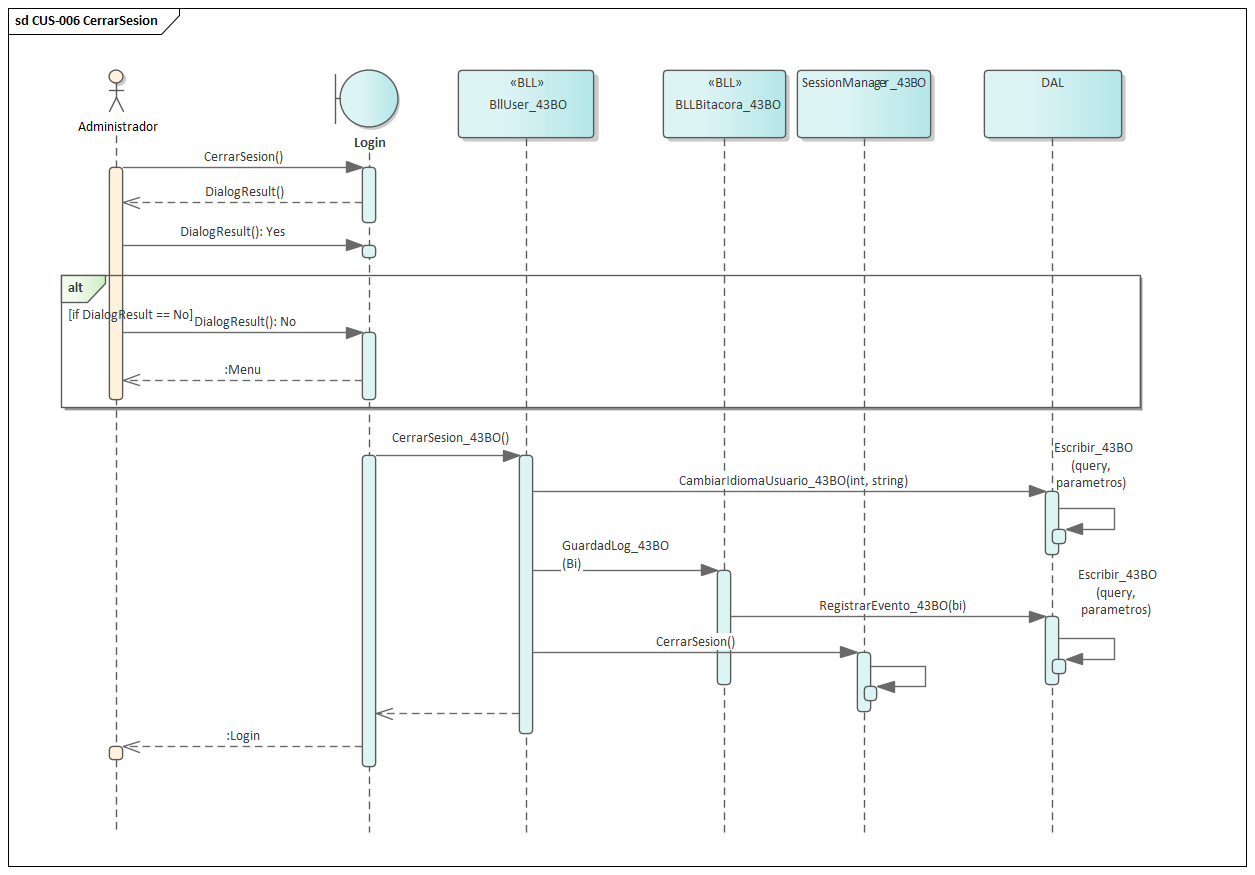 sd CUS-006 CerrarSesion
Administrador
Login
«BLL»
BllUser_43BO
«BLL»
BLLBitacora_43BO
SessionManager_43BO
DAL
CerrarSesion()
DialogResult()
DialogResult(): Yes
alt
[if DialogResult == No]
DialogResult(): No
:Menu
CerrarSesion_43BO()
Escribir_43BO
(query,
parametros)
CambiarIdiomaUsuario_43BO(int, string)
GuardadLog_43BO
(Bi)
Escribir_43BO
(query,
parametros)
RegistrarEvento_43BO(bi)
CerrarSesion()
:Login